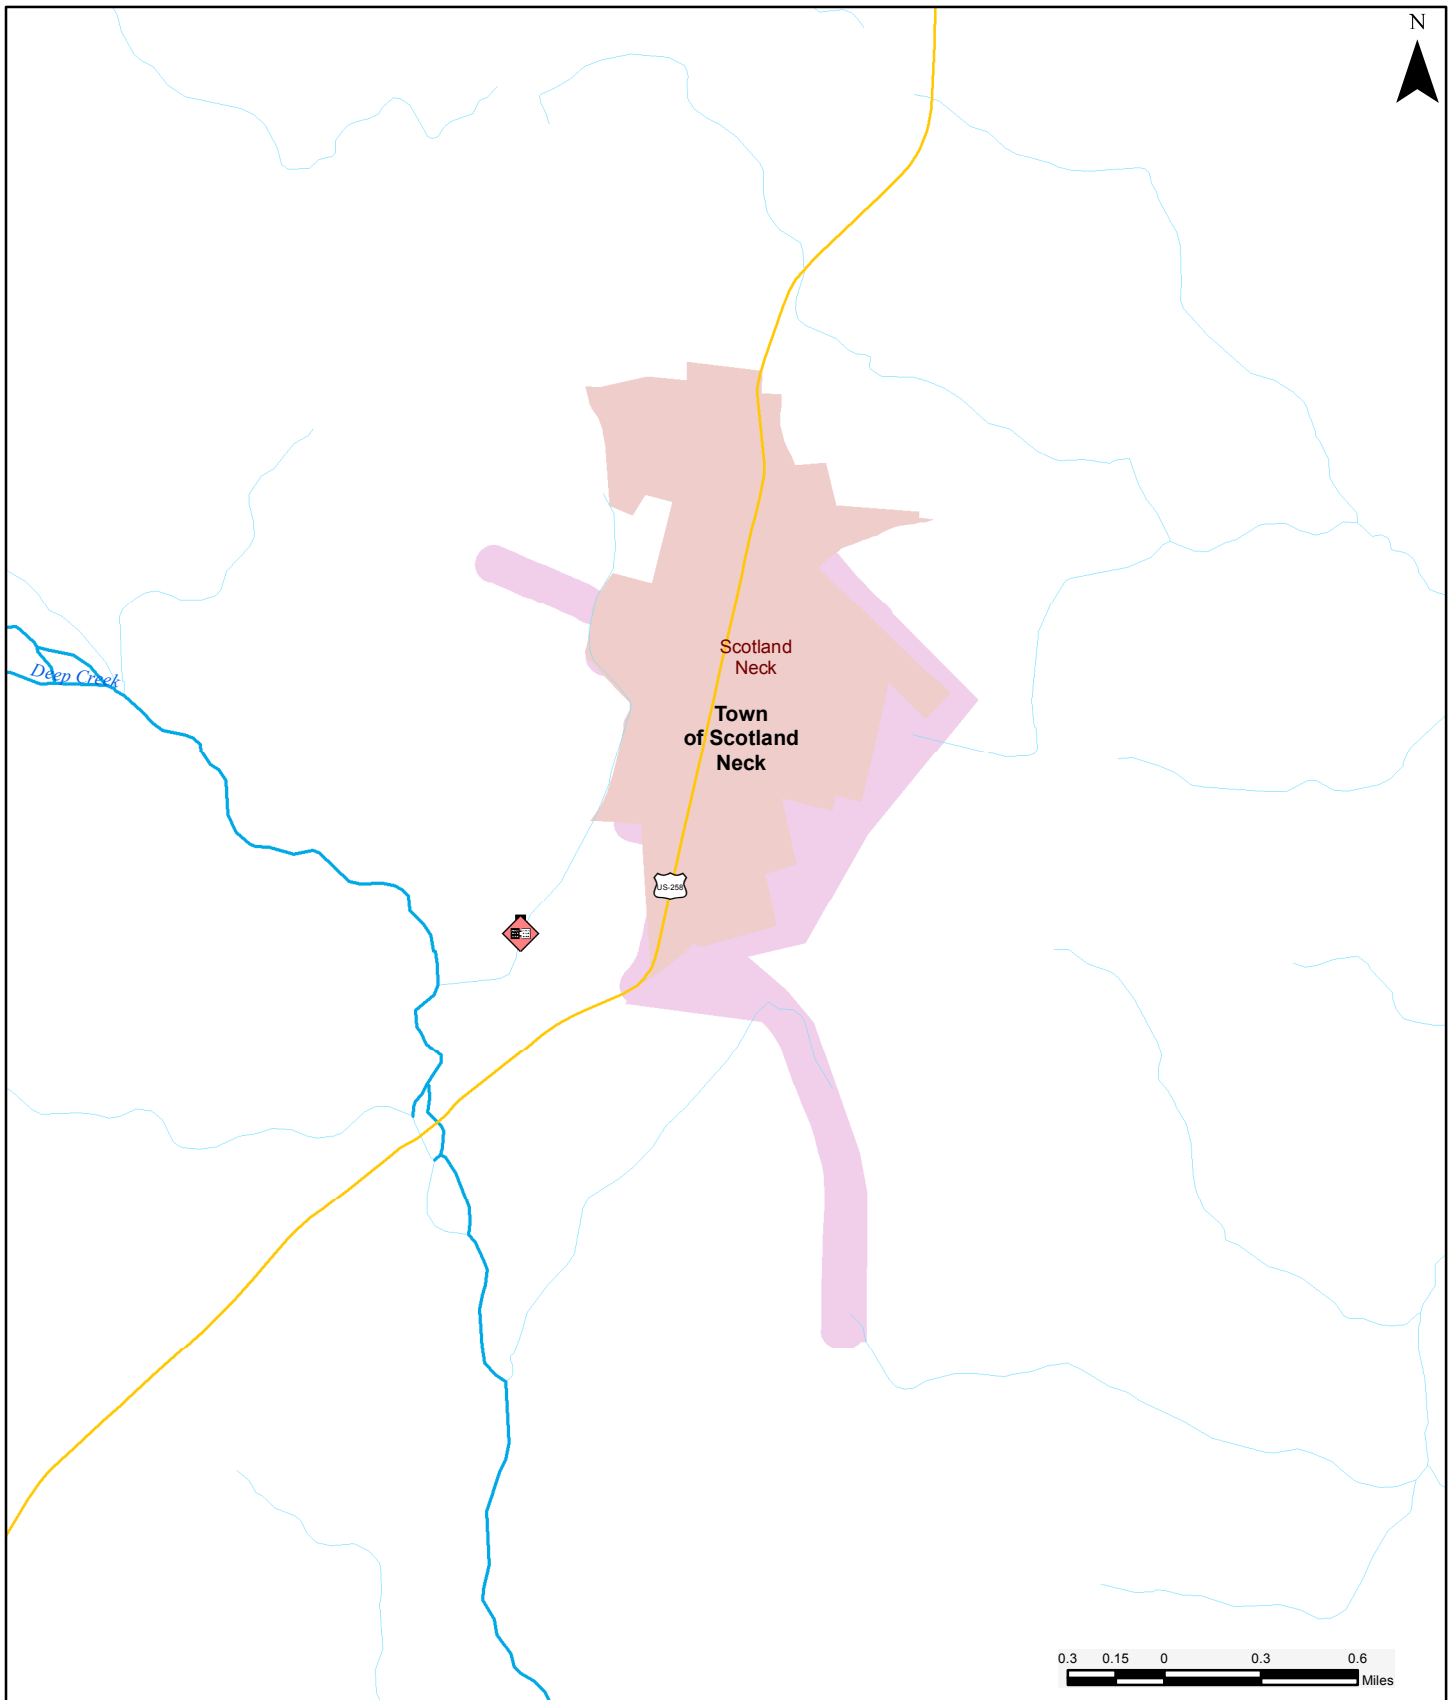 N
Deep Creek
Scotland
Neck
Town
of Scotland
Neck
US-258
0.3 0.15 0 0.3 0.6
Miles